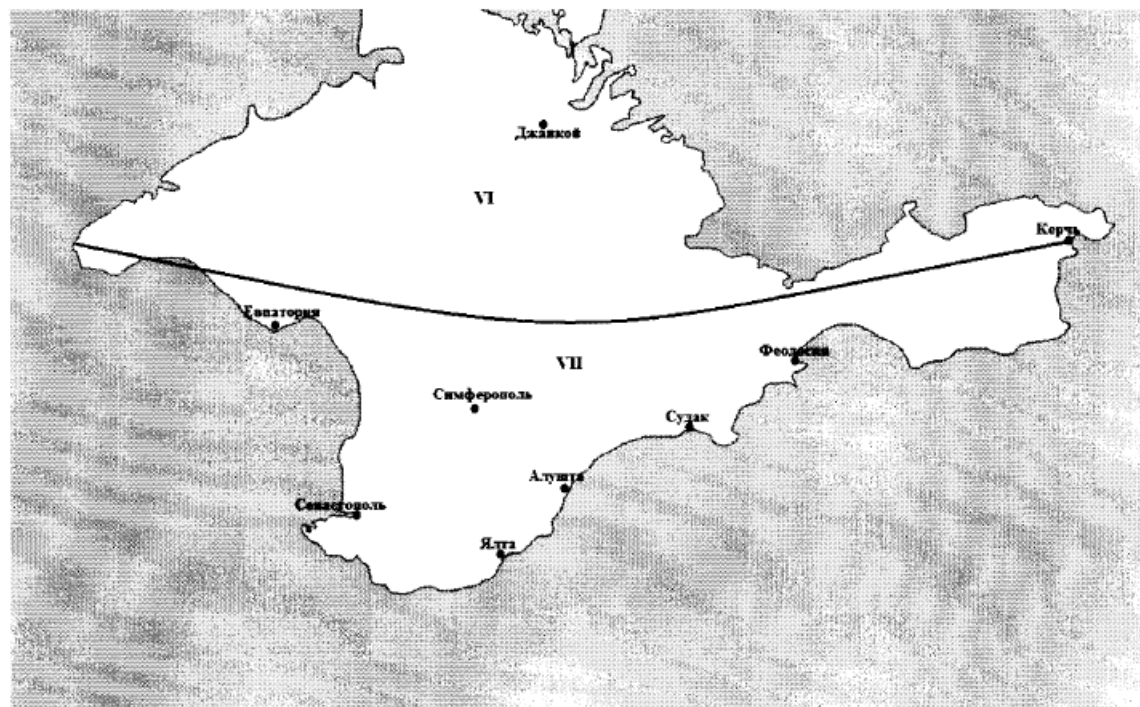 Джанкой
VI
Керчь
Евпатория
VII
Феодосия
Симферополь
Судак
Алушта
Севастополь
Ялта